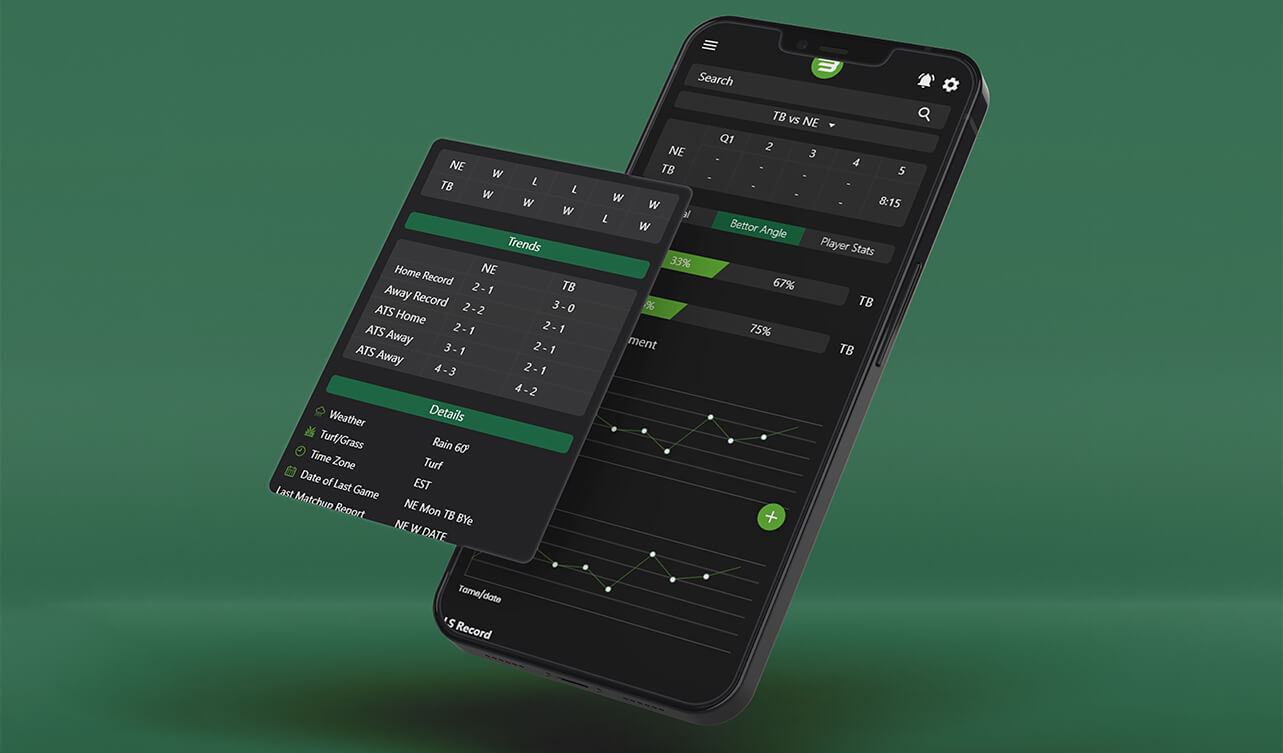 Search
TB vs NE
Q1 2 3 4 5
NE - - - -
TB - - - - 8:15
al Bettor Angle Player Stats
33% 67% TB
% 75% TB
ment
Tame/date
S Record
NE W L L W W
TB W W W L W
Trends
NE TB
Home Record 2 - 1 3 - 0
Away Record 2 - 2 2 - 1
ATS Home 2 - 1 2 - 1
ATS Away 3 - 1 2 - 1
ATS Away 4 - 3 4 - 2
Details
Weather Rain 60º
Turf/Grass Turf
Time Zone EST
Date of Last Game NE Mon TB BYe
Last Matchup Report NE W DATE